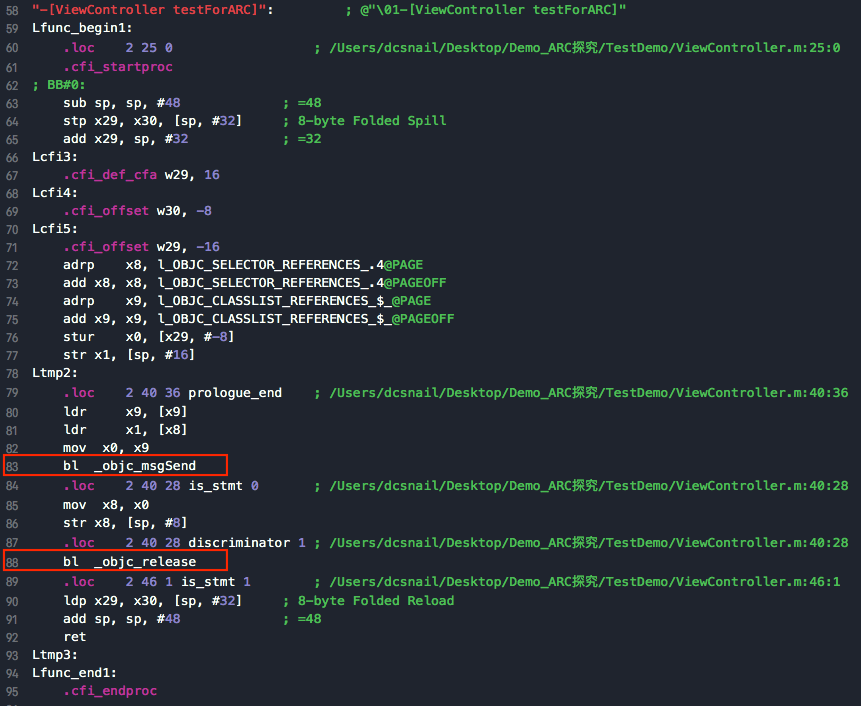 58 "-[ViewController testForARC]": ; @"\01-[ViewController testForARC]"
59 Lfunc_begin1:
60 .loc 2 25 0 ; /Users/dcsnail/Desktop/Demo_ARC探究/TestDemo/ViewController.m:25:0
61 .cfi_startproc
62 ; BB#0:
63 sub sp, sp, #48 ; =48
64 stp x29, x30, [sp, #32] ; 8-byte Folded Spill
65 add x29, sp, #32 ; =32
66 Lcfi3:
67 .cfi_def_cfa w29, 16
68 Lcfi4:
69 .cfi_offset w30, -8
70 Lcfi5:
71 .cfi_offset w29, -16
72 adrp x8, l_OBJC_SELECTOR_REFERENCES_.4@PAGE
73 add x8, x8, l_OBJC_SELECTOR_REFERENCES_.4@PAGEOFF
74 adrp x9, l_OBJC_CLASSLIST_REFERENCES_$_@PAGE
75 add x9, x9, l_OBJC_CLASSLIST_REFERENCES_$_@PAGEOFF
76 stur x0, [x29, #-8]
77 str x1, [sp, #16]
78 Ltmp2:
79 .loc 2 40 36 prologue_end ; /Users/dcsnail/Desktop/Demo_ARC探究/TestDemo/ViewController.m:40:36
80 ldr x9, [x9]
81 ldr x1, [x8]
82 mov x0, x9
83 bl _objc_msgSend
84 .loc 2 40 28 is_stmt 0 ; /Users/dcsnail/Desktop/Demo_ARC探究/TestDemo/ViewController.m:40:28
85 mov x8, x0
86 str x8, [sp, #8]
87 .loc 2 40 28 discriminator 1 ; /Users/dcsnail/Desktop/Demo_ARC探究/TestDemo/ViewController.m:40:28
88 bl _objc_release
89 .loc 2 46 1 is_stmt 1 ; /Users/dcsnail/Desktop/Demo_ARC探究/TestDemo/ViewController.m:46:1
90 ldp x29, x30, [sp, #32] ; 8-byte Folded Reload
91 add sp, sp, #48 ; =48
92 ret
93 Ltmp3:
94 Lfunc_end1:
95 .cfi_endproc